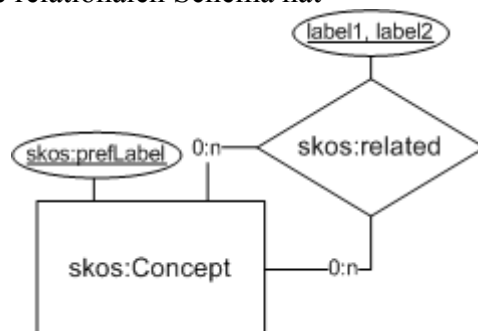 relationalen Schema hat
label1, label2
skos:prefLabel
0:n
skos:related
skos:Concept
0:n